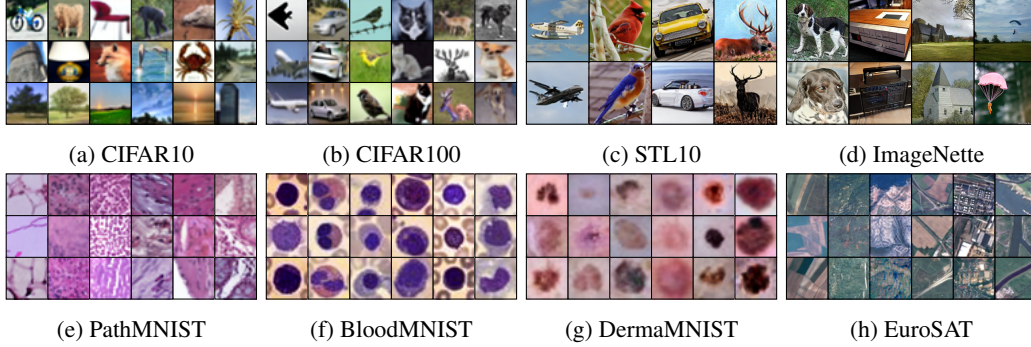 (a) CIFAR10
(b) CIFAR100
(c) STL10
(d) ImageNette
(e) PathMNIST
(f) BloodMNIST
(g) DermaMNIST
(h) EuroSAT